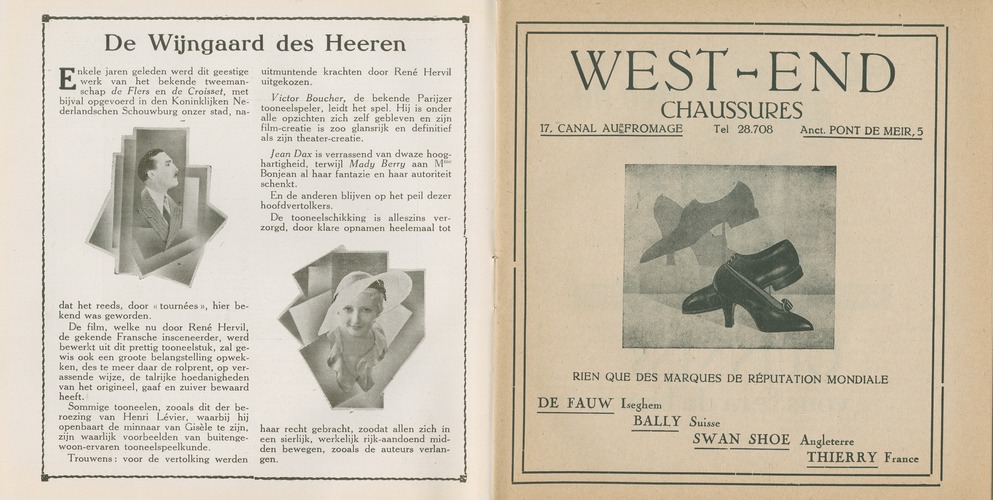 De Wijngaard des Heeren
Enkele jaren geleden werd dit geestige
werk van het bekende tweeman-
schap de Flers en de Croisset, met
bijval opgevoerd in den Koninklijken Ne-
derlandschen Schouwburg onzer stad, na-
dat het reeds, door « tournées », hier be-
kend was geworden.
De film, welke nu door René Hervil,
de gekende Fransche insceneerder, werd
bewerkt uit dit prettig tooneelstuk, zal ge-
wis ook een groote belangstelling opwek-
ken, des te meer daar de rolprent, op ver-
assende wijze, de talrijke hoedanigheden
van het origineel, gaaf en zuiver bewaard
heeft.
Sommige tooneelen, zooals dit der be-
roezing van Henri Lévier, waarbij hij
openbaart de minnaar van Gisèle te zijn,
zijn waarlijk voorbeelden van buitenge-
woon-ervaren tooneelspeelkunde.
Trouwens : voor de vertolking werden
uitmuntende krachten door René Hervil
uitgekozen.
Victor Boucher, de bekende Parijzer
tooneelspeler, leidt het spel. Hij is onder
alle opzichten zich zelf gebleven en zijn
film-creatie is zoo glansrijk en definitief
als zijn theater-creatie.
Jean Dax is verrassend van dwaze hoog-
hartigheid, terwijl Mady Berry aan Mme
Bonjean al haar fantazie en haar autoriteit
schenkt.
En de anderen blijven op het peil dezer
hoofdvertolkers.
De tooneelschikking is alleszins ver-
zorgd, door klare opnamen heelemaal tot
haar recht gebracht, zoodat allen zich in
een sierlijk, werkelijk rijk-aandoend mid-
den bewegen, zooals de auteurs verlan-
gen.
WEST-END
CHAUSSURES
17, CANAL AU FROMAGE Tel 28.708 Anct. PONT DE MEIR, 5
RIEN QUE DES MARQUES DE RÉPUTATION MONDIALE
DE FAUW Iseghem
BALLY Suisse
SWAN SHOE Angleterre
THIERRY France